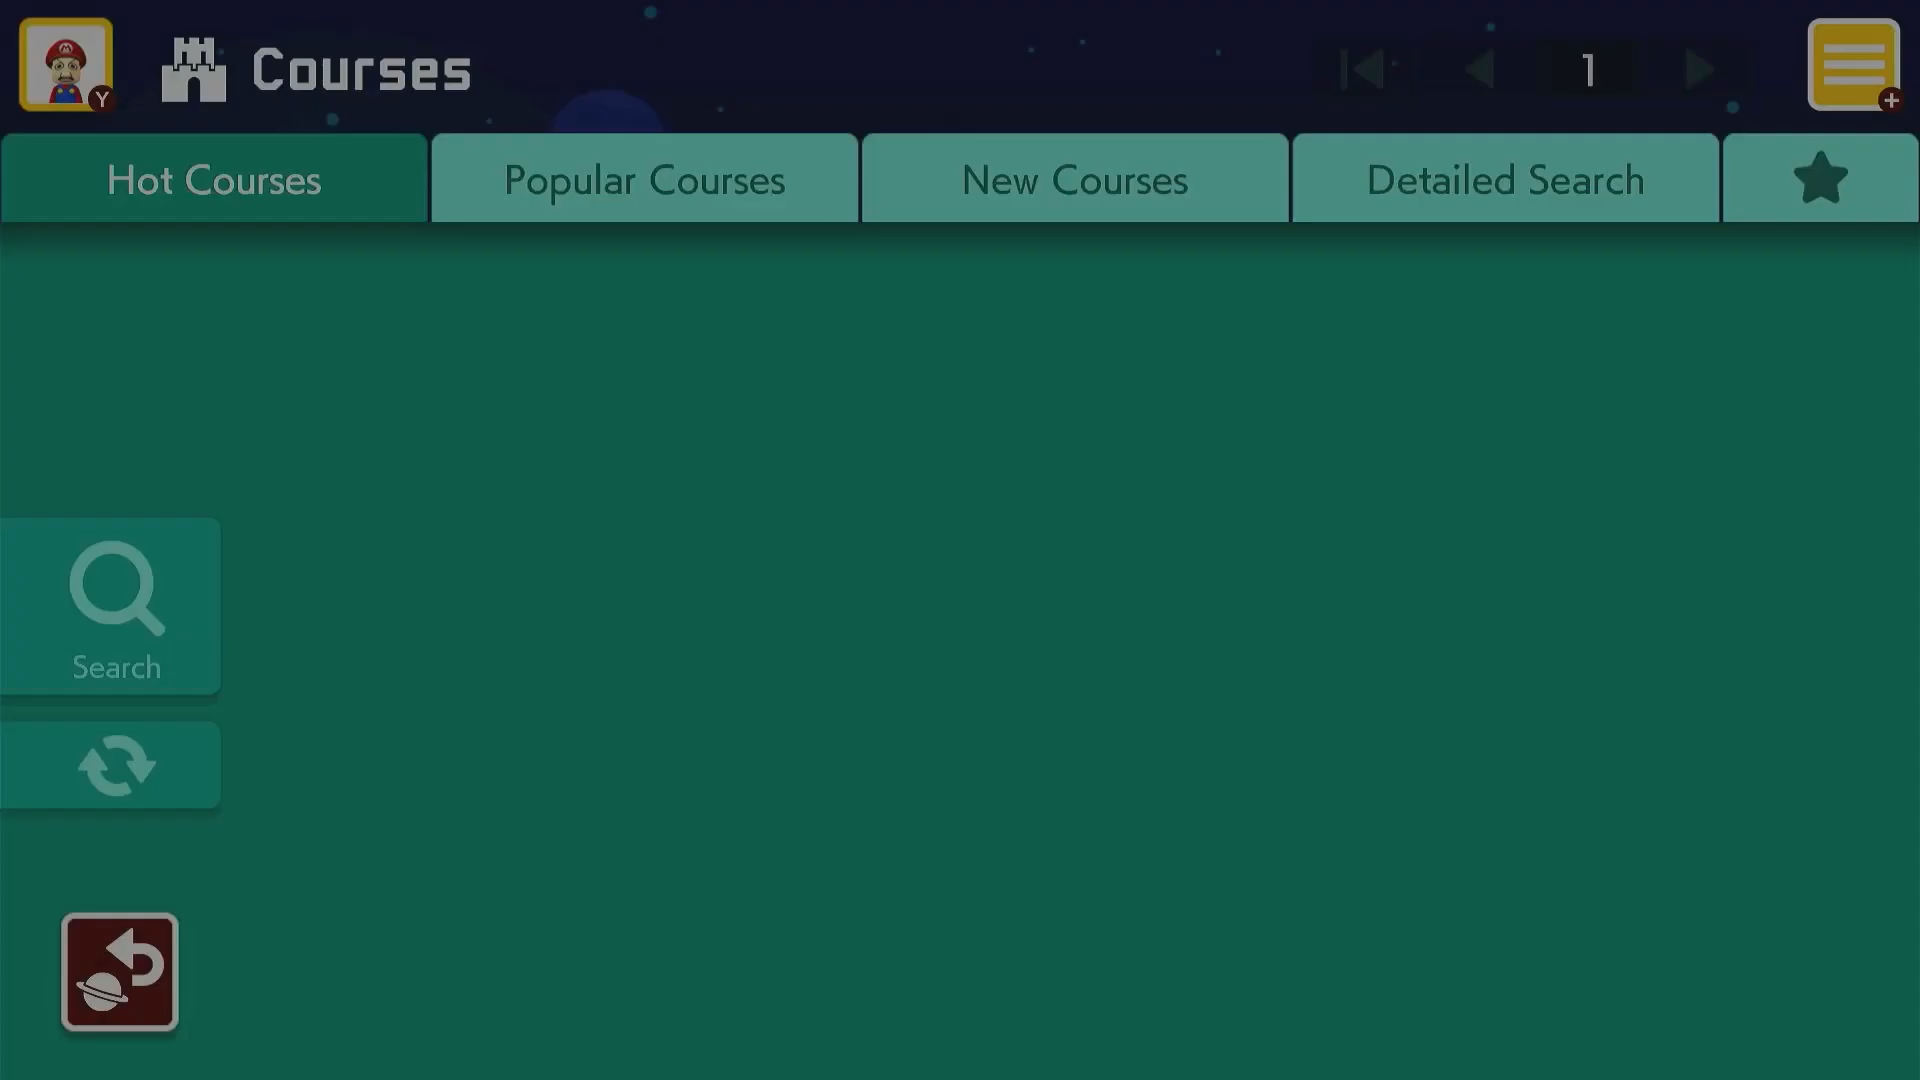 Y
Courses
1
+
Hot Courses
Popular Courses
New Courses
Detailed Search
Search